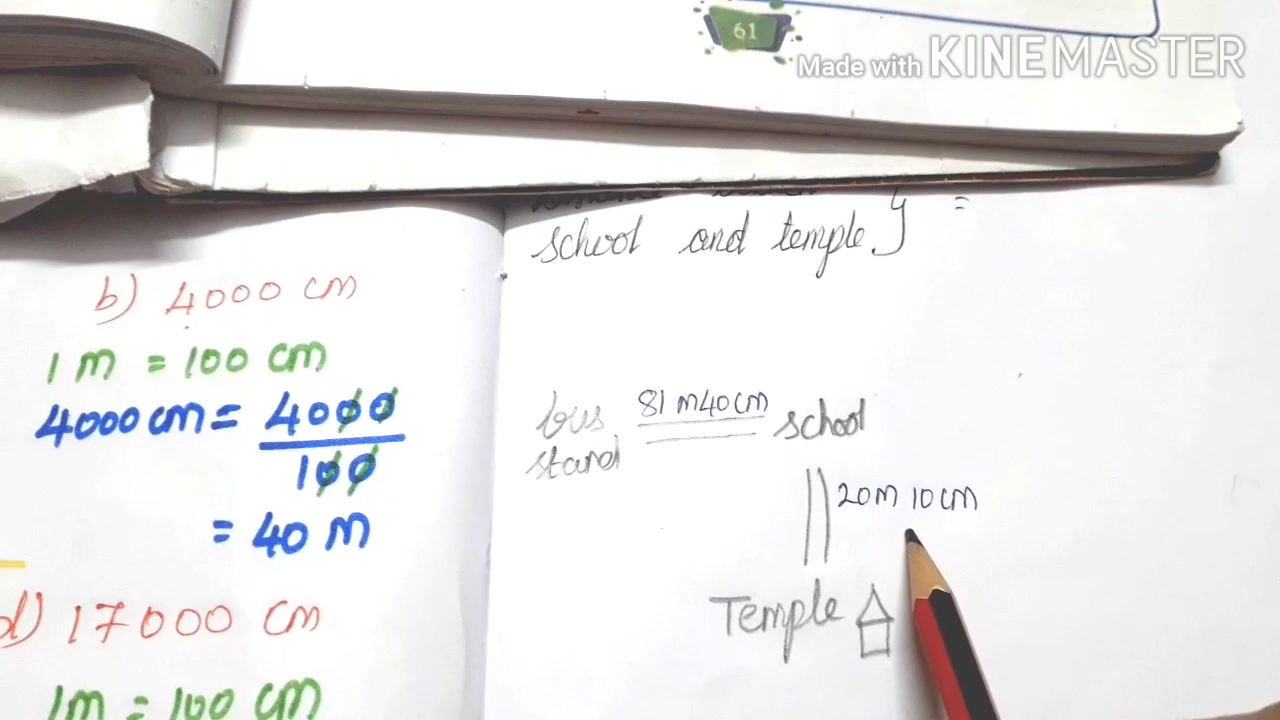 61
Made with KINEMASTER
school and temple } =
b) 4000 cm
1 m = 100 cm
4000 cm = 4000
100
= 40 m
d) 17000 cm
1m = 100 cm
bus 81 m 40 cm school
stand
20m 10 cm
Temple